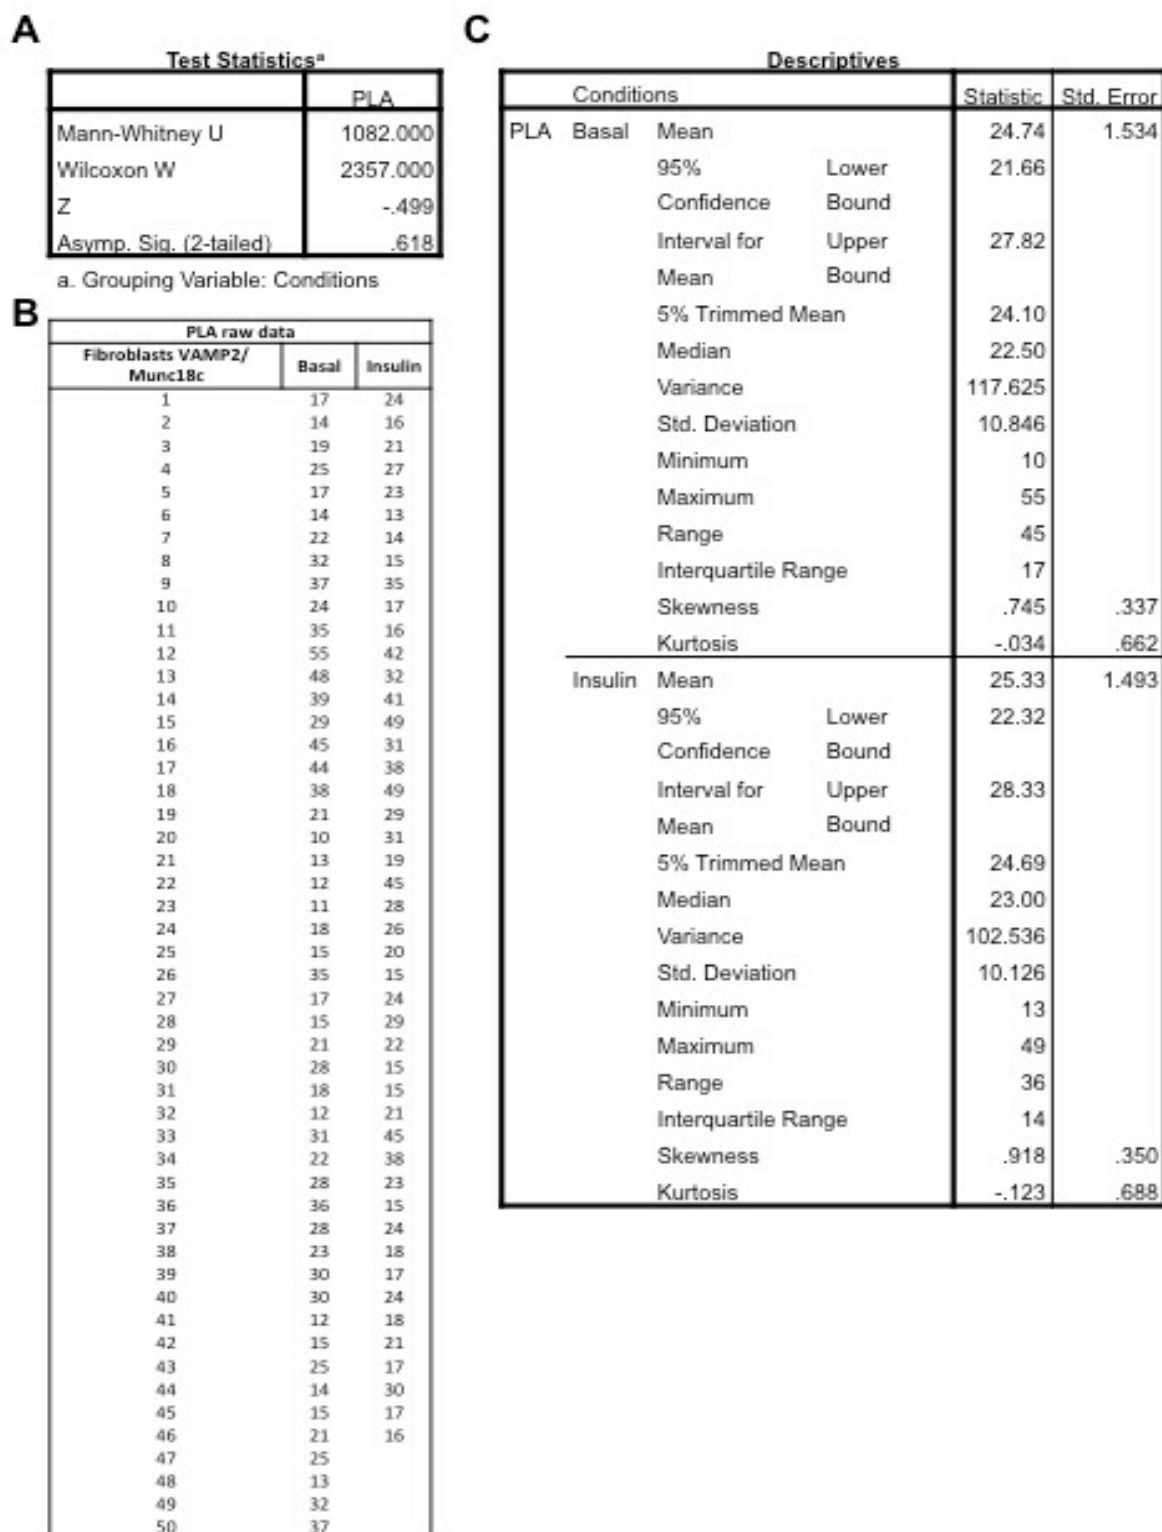 A
Test Statisticsª
PLA
Mann-Whitney U 1082.000
Wilcoxon W 2357.000
Z -.499
Asymp. Sig. (2-tailed) .618
a. Grouping Variable: Conditions
B
PLA raw data
Fibroblasts VAMP2/ Basal Insulin
Munc18c
1 17 24
2 14 16
3 19 21
4 25 27
5 17 23
6 14 13
7 22 14
8 32 15
9 37 35
10 24 17
11 35 16
12 55 42
13 48 32
14 39 41
15 29 49
16 45 31
17 44 38
18 38 49
19 21 29
20 10 31
21 13 19
22 12 45
23 11 28
24 18 26
25 15 20
26 35 15
27 17 24
28 15 29
29 21 22
30 28 15
31 18 15
32 12 21
33 31 45
34 22 38
35 28 23
36 36 15
37 28 24
38 23 18
39 30 17
40 30 24
41 12 18
42 15 21
43 25 17
44 14 30
45 15 17
46 21 16
47 25
48 13
49 32
50 37
C
Descriptives
Conditions Statistic Std. Error
PLA Basal Mean 24.74 1.534
95% Lower 21.66
Confidence Bound
Interval for Upper 27.82
Mean Bound
5% Trimmed Mean 24.10
Median 22.50
Variance 117.625
Std. Deviation 10.846
Minimum 10
Maximum 55
Range 45
Interquartile Range 17
Skewness .745 .337
Kurtosis -.034 .662
Insulin Mean 25.33 1.493
95% Lower 22.32
Confidence Bound
Interval for Upper 28.33
Mean Bound
5% Trimmed Mean 24.69
Median 23.00
Variance 102.536
Std. Deviation 10.126
Minimum 13
Maximum 49
Range 36
Interquartile Range 14
Skewness .918 .350
Kurtosis -.123 .688